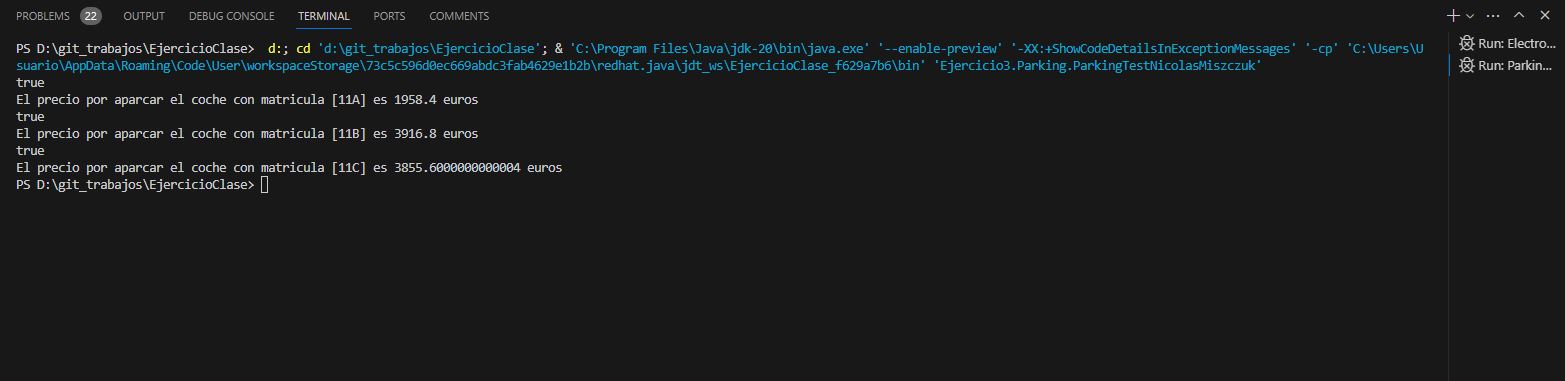 PROBLEMS 22 OUTPUT DEBUG CONSOLE TERMINAL PORTS COMMENTS
PS D:\git_trabajos\EjercicioClase>  d:; cd 'd:\git_trabajos\EjercicioClase'; & 'C:\Program Files\Java\jdk-20\bin\java.exe' '--enable-preview' '-XX:+ShowCodeDetailsInExceptionMessages' '-cp' 'C:\Users\U
suario\AppData\Roaming\Code\User\workspaceStorage\73c5c596d0ec669abdc3fab4629e1b2b\redhat.java\jdt_ws\EjercicioClase_f629a7b6\bin' 'Ejercicio3.Parking.ParkingTestNicolasMiszczuk'
true
El precio por aparcar el coche con matricula [11A] es 1958.4 euros
true
El precio por aparcar el coche con matricula [11B] es 3916.8 euros
true
El precio por aparcar el coche con matricula [11C] es 3855.6000000000004 euros
PS D:\git_trabajos\EjercicioClase>
Run: Electro...
Run: Parkin...